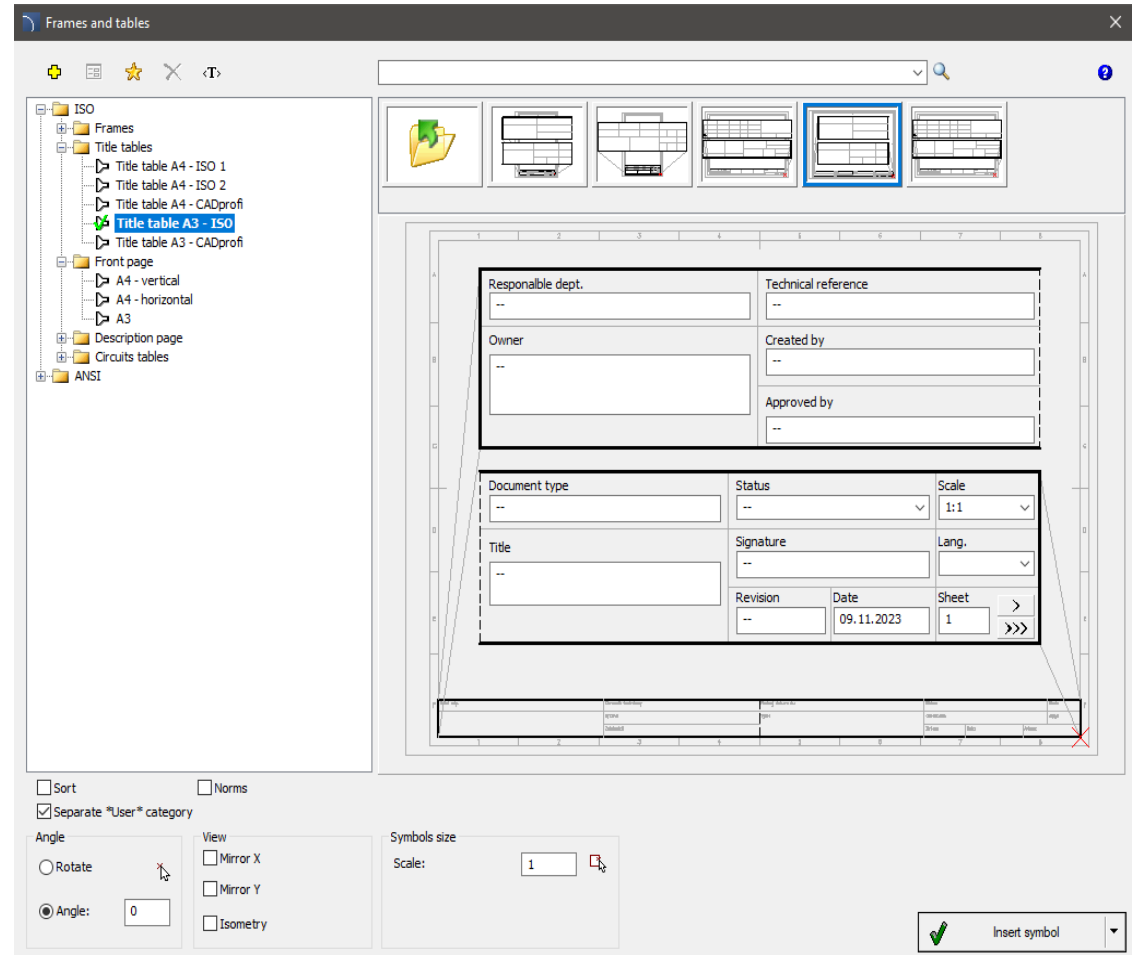 Frames and tables
<T>
ISO
Frames
Title tables
Title table A4 - ISO 1
Title table A4 - ISO 2
Title table A4 - CADprofi
Title table A3 - ISO
Title table A3 - CADprofi
Front page
A4 - vertical
A4 - horizontal
A3
Description page
Circuits tables
ANSI
Responalble dept.
Technical reference
--
--
Owner
Created by
--
--
Approved by
--
Document type
Status
Scale
--
--
1:1
Title
Signature
Lang.
--
--
Revision
Date
Sheet
>
--
09.11.2023
1
>>>
Sort
Norms
Separate *User* category
Angle
View
Symbols size
Rotate
Mirror X
Scale:
1
Mirror Y
Angle:
0
Isometry
Insert symbol